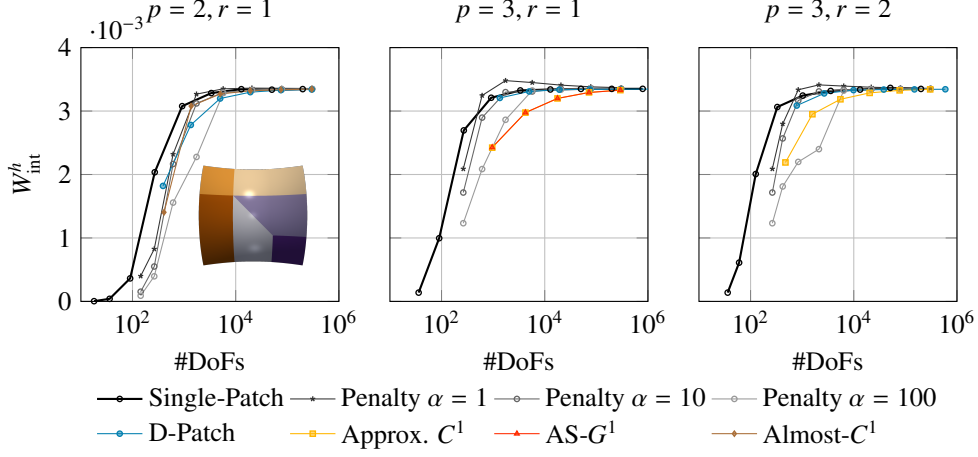 p = 2, r = 1 p = 3, r = 1 p = 3, r = 2
·10⁻³
4
3
2
1
0
W^h_int
10² 10⁴ 10⁶ 10² 10⁴ 10⁶ 10² 10⁴ 10⁶
#DoFs #DoFs #DoFs
Single-Patch Penalty α = 1 Penalty α = 10 Penalty α = 100
D-Patch Approx. C¹ AS-G¹ Almost-C¹